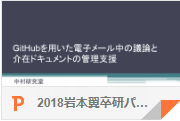 GitHubを用いた電子メール中の議論と
介在ドキュメントの管理支援
中村研究室
P 2018岩本翼卒研パ...